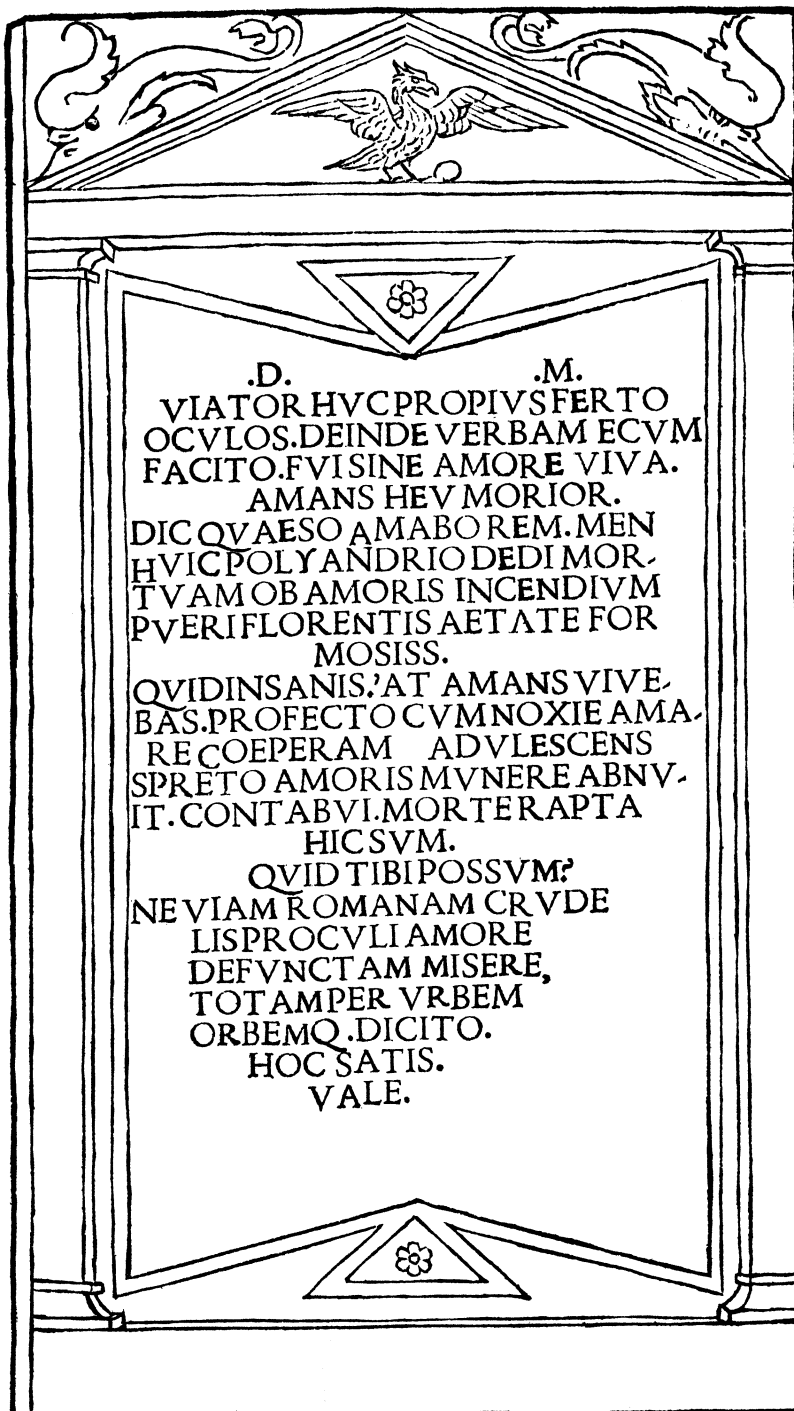 .D. .M.
VIATOR HVC PROPIVS FERTO
OCVLOS.DEINDE VERBA M ECVM
FACITO.FVI SINE AMORE VIVA.
AMANS HEV MORIOR.
DIC QVAESO AMABO REM.MEN
HVIC POLYANDRIO DEDI MOR-
TVAM OB AMORIS INCENDIVM
PVERI FLORENTIS AETATE FOR
MOSISS.
QVID INSANIS?AT AMANS VIVE-
BAS.PROFECTO CVM NOXIE AMA-
RE COEPERAM ADVLESCENS
SPRETO AMORIS MVNERE ABNV-
IT.CONTABVI.MORTE RAPTA
HIC SVM.
QVID TIBI POSSVM?
NEVIAM ROMANAM CRVDE
LIS PROCVLI AMORE
DEFVNCTAM MISERE,
TOTAM PER VRBEM
ORBEMQ.DICITO.
HOC SATIS.
VALE.